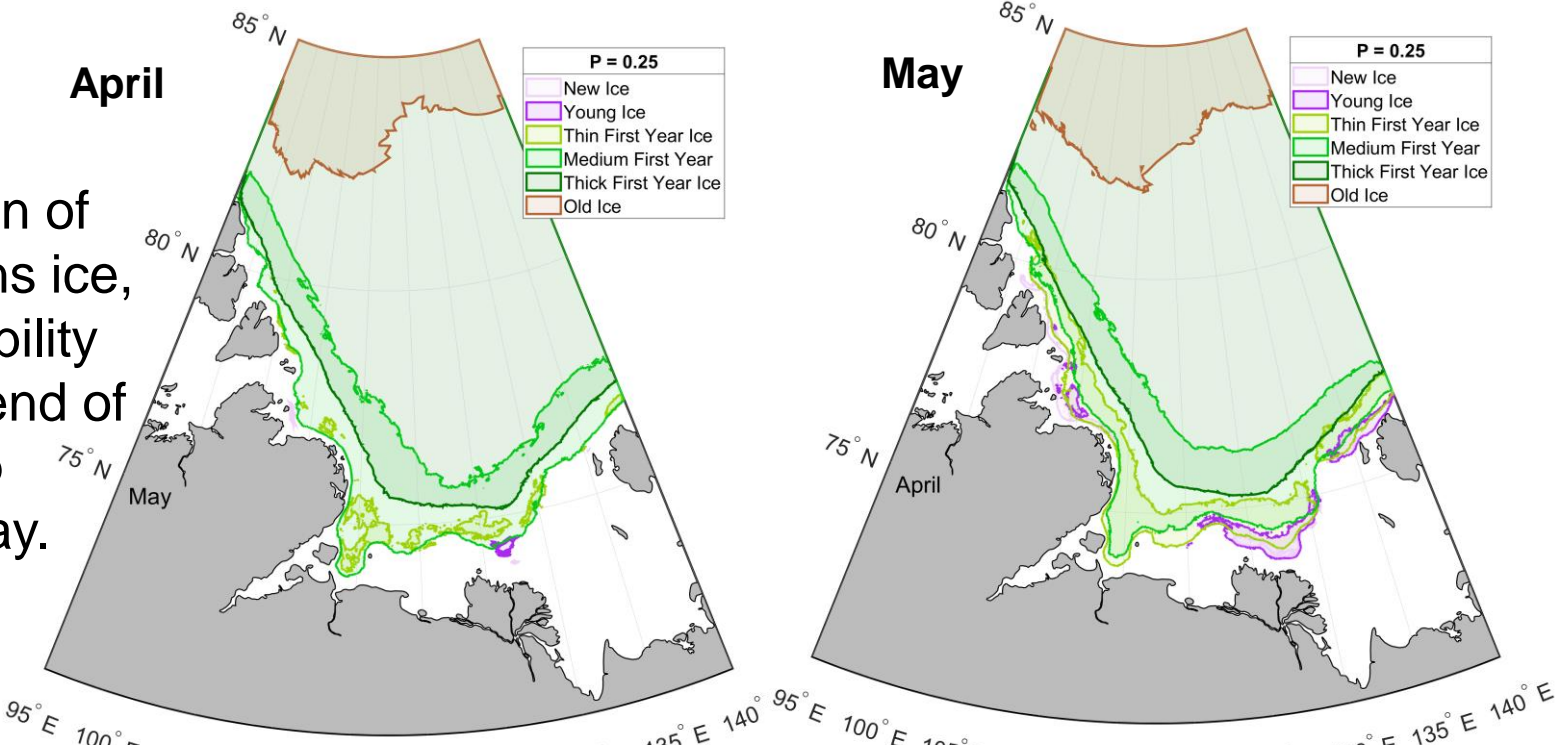 April
n of
ns ice,
bility
end of
ay.
85° N
80° N
75° N
P = 0.25
New Ice
Young Ice
Thin First Year Ice
Medium First Year
Thick First Year Ice
Old Ice
May
95° E
100° E
135° E
140°
May
85° N
80° N
75° N
P = 0.25
New Ice
Young Ice
Thin First Year Ice
Medium First Year
Thick First Year Ice
Old Ice
April
95° E
100° E
135° E
140° E